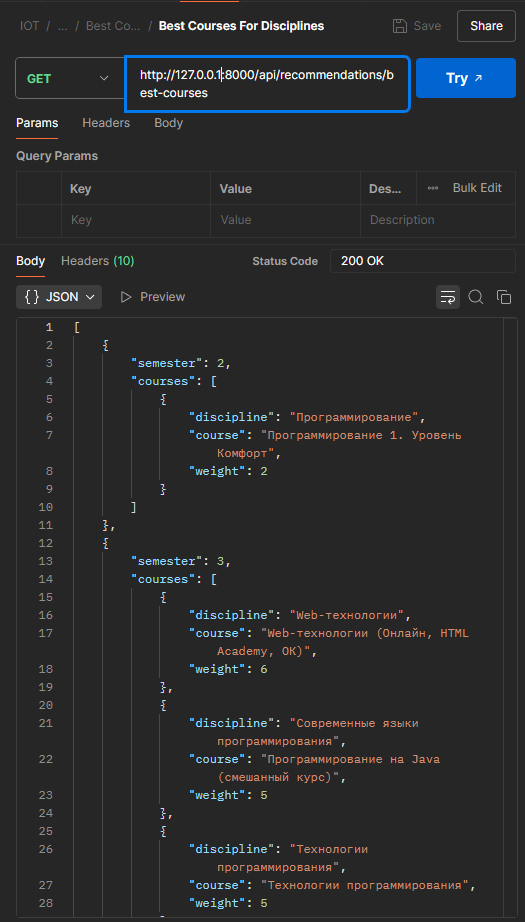 IOT / ... / Best Co... / Best Courses For Disciplines Save Share
GET http://127.0.0.1:8000/api/recommendations/b
est-courses Try ↗
Params Headers Body
Query Params
Key Value Des... ••• Bulk Edit
Key Value Description
Body Headers (10) Status Code 200 OK
{} JSON Preview
1 [
2 {
3 "semester": 2,
4 "courses": [
5 {
6 "discipline": "Программирование",
7 "course": "Программирование 1. Уровень
Комфорт",
8 "weight": 2
9 }
10 ]
11 },
12 {
13 "semester": 3,
14 "courses": [
15 {
16 "discipline": "Web-технологии",
17 "course": "Web-технологии (Онлайн, HTML
Academy, ОК)",
18 "weight": 6
19 },
20 {
21 "discipline": "Современные языки
программирования",
22 "course": "Программирование на Java
(смешанный курс)",
23 "weight": 5
24 },
25 {
26 "discipline": "Технологии
программирования",
27 "course": "Технологии программирования",
28 "weight": 5